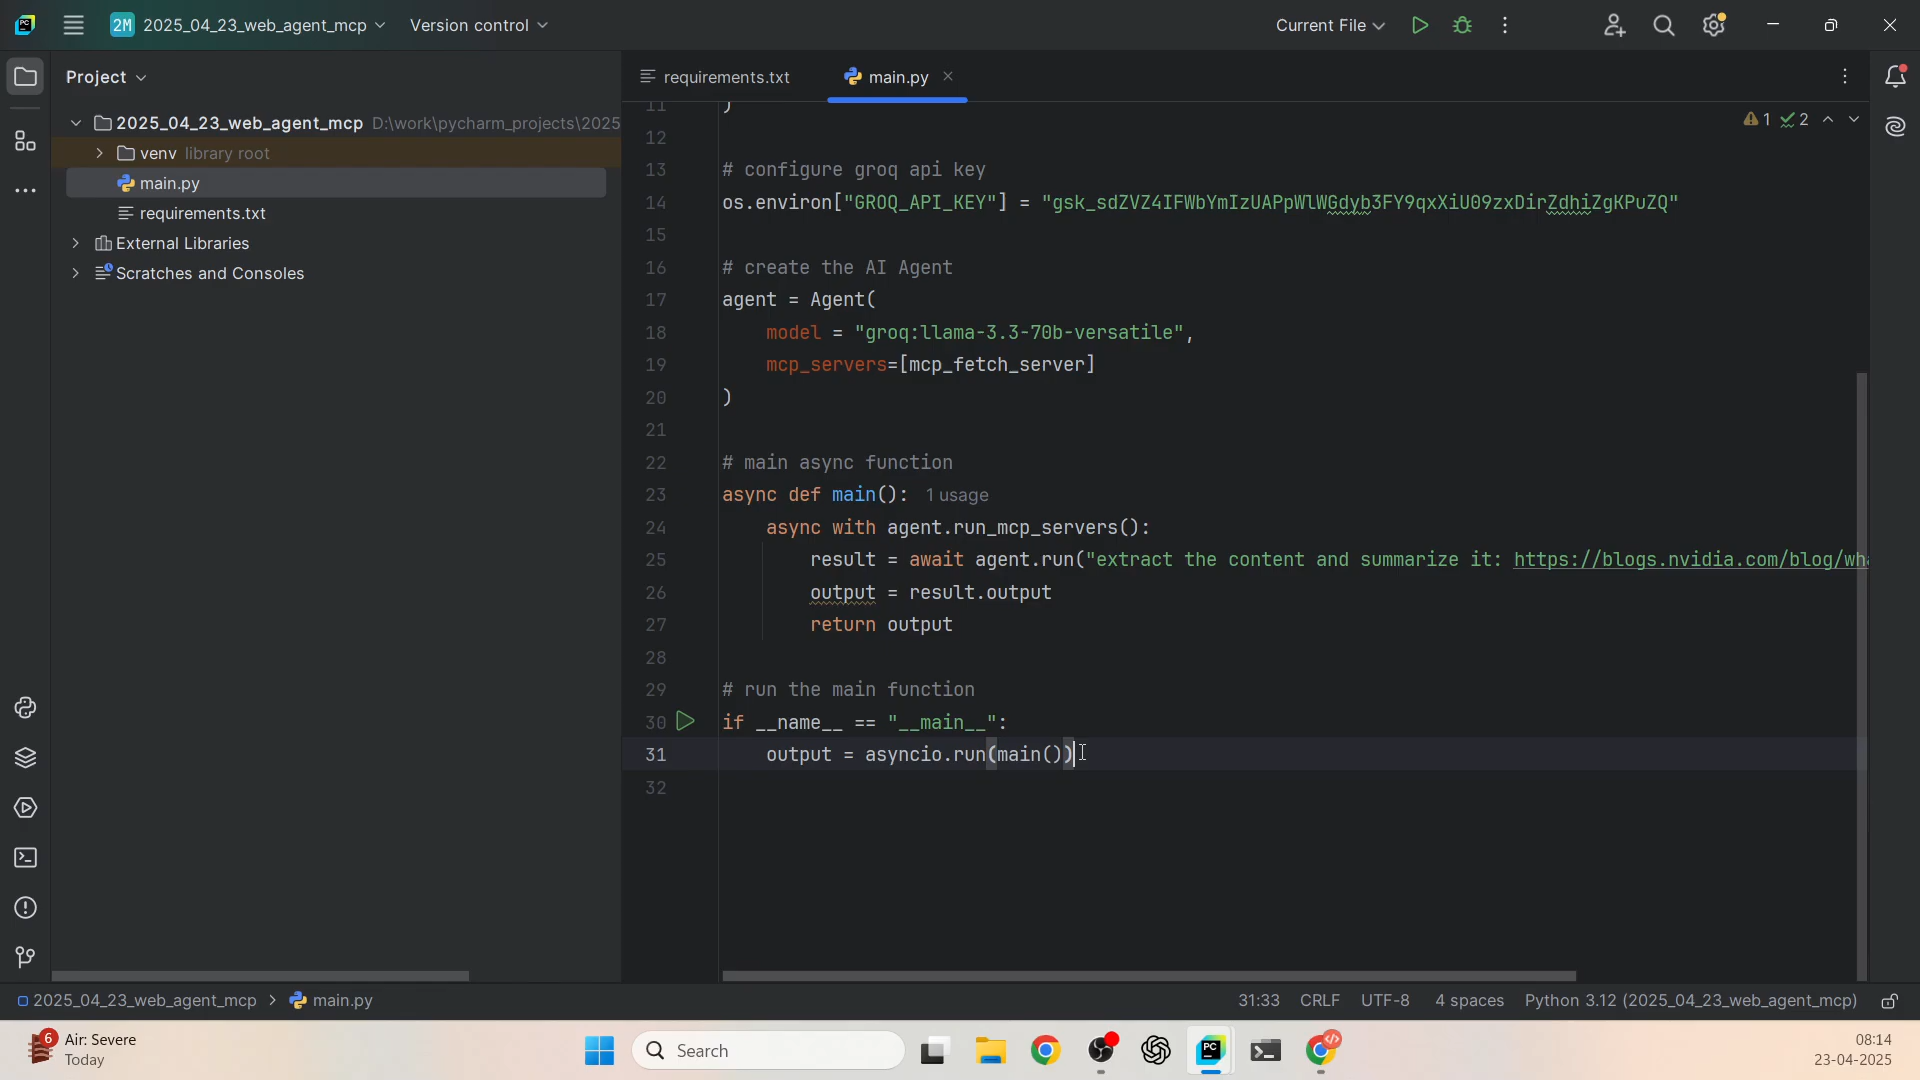 2M 2025_04_23_web_agent_mcp Version control Current File
Project
requirements.txt main.py
2025_04_23_web_agent_mcp D:\work\pycharm_projects\2025
venv library root
main.py
requirements.txt
External Libraries
Scratches and Consoles
1 2
11 )
12
13 # configure groq api key
14 os.environ["GROQ_API_KEY"] = "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"
15
16 # create the AI Agent
17 agent = Agent(
18 model = "groq:llama-3.3-70b-versatile",
19 mcp_servers=[mcp_fetch_server]
20 )
21
22 # main async function
23 async def main(): 1 usage
24 async with agent.run_mcp_servers():
25 result = await agent.run("extract the content and summarize it: https://blogs.nvidia.com/blog/wha
26 output = result.output
27 return output
28
29 # run the main function
30 if __name__ == "__main__":
31 output = asyncio.run(main())
32
2025_04_23_web_agent_mcp > main.py 31:33 CRLF UTF-8 4 spaces Python 3.12 (2025_04_23_web_agent_mcp)
6 Air: Severe
Today
Search
PC
08:14
23-04-2025